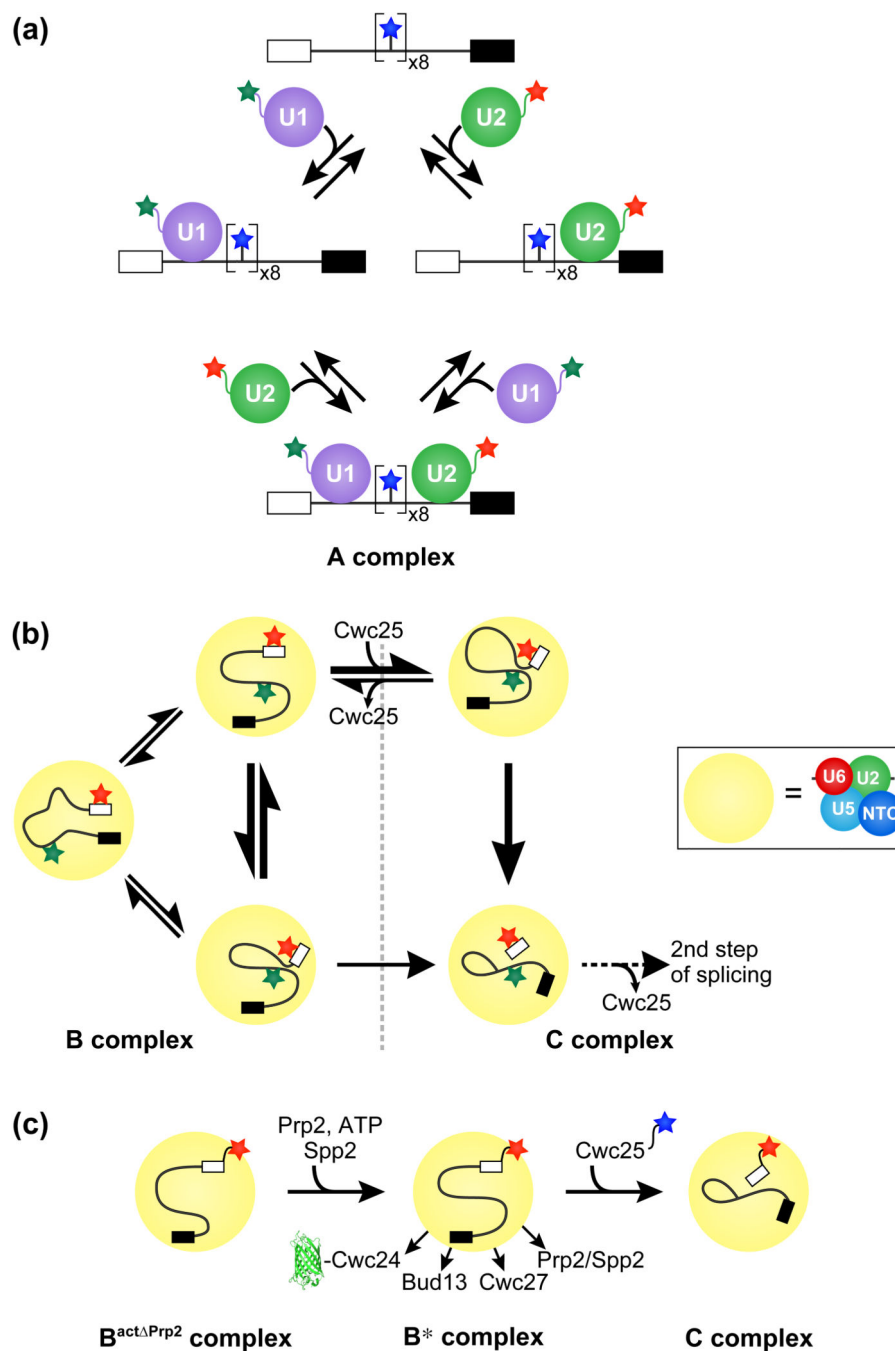 (a)
x8
U1
U2
U1
x8
U2
x8
U2
U1
U1
U2
x8
A complex
(b)
Cwc25
Cwc25
=
U6
U2
U5
NTC
2nd step
of splicing
Cwc25
B complex
C complex
(c)
Prp2, ATP
Spp2
Cwc25
-Cwc24
Bud13
Cwc27
Prp2/Spp2
BactΔPrp2 complex
B* complex
C complex